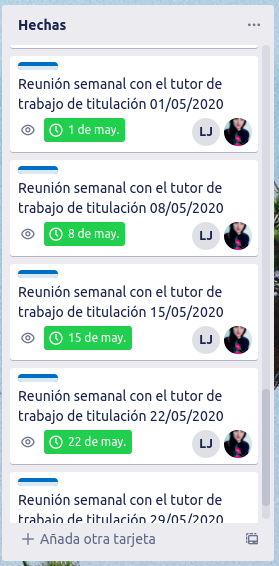 Hechas
Reunión semanal con el tutor de
trabajo de titulación 01/05/2020
1 de may.
LJ
Reunión semanal con el tutor de
trabajo de titulación 08/05/2020
8 de may.
LJ
Reunión semanal con el tutor de
trabajo de titulación 15/05/2020
15 de may.
LJ
Reunión semanal con el tutor de
trabajo de titulación 22/05/2020
22 de may.
LJ
Reunión semanal con el tutor de
trabajo de titulación 29/05/2020
Añada otra tarjeta